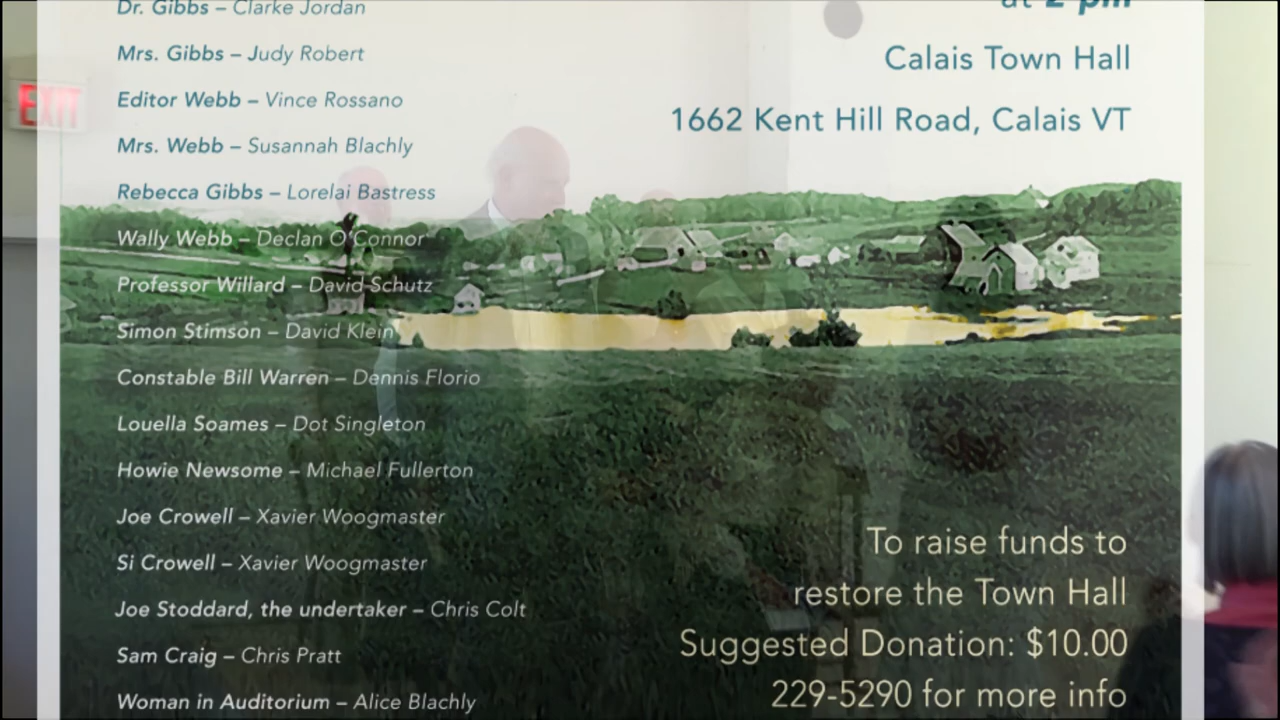 Dr. Gibbs – Clarke Jordan
Mrs. Gibbs – Judy Robert
Editor Webb – Vince Rossano
Mrs. Webb – Susannah Blachly
Rebecca Gibbs – Lorelai Bastress
Wally Webb – Declan O'Connor
Professor Willard – David Schutz
Simon Stimson – David Klein
Constable Bill Warren – Dennis Florio
Louella Soames – Dot Singleton
Howie Newsome – Michael Fullerton
Joe Crowell – Xavier Woogmaster
Si Crowell – Xavier Woogmaster
Joe Stoddard, the undertaker – Chris Colt
Sam Craig – Chris Pratt
Woman in Auditorium – Alice Blachly
at 2 pm
Calais Town Hall
1662 Kent Hill Road, Calais VT
To raise funds to
restore the Town Hall
Suggested Donation: $10.00
229-5290 for more info
EXIT